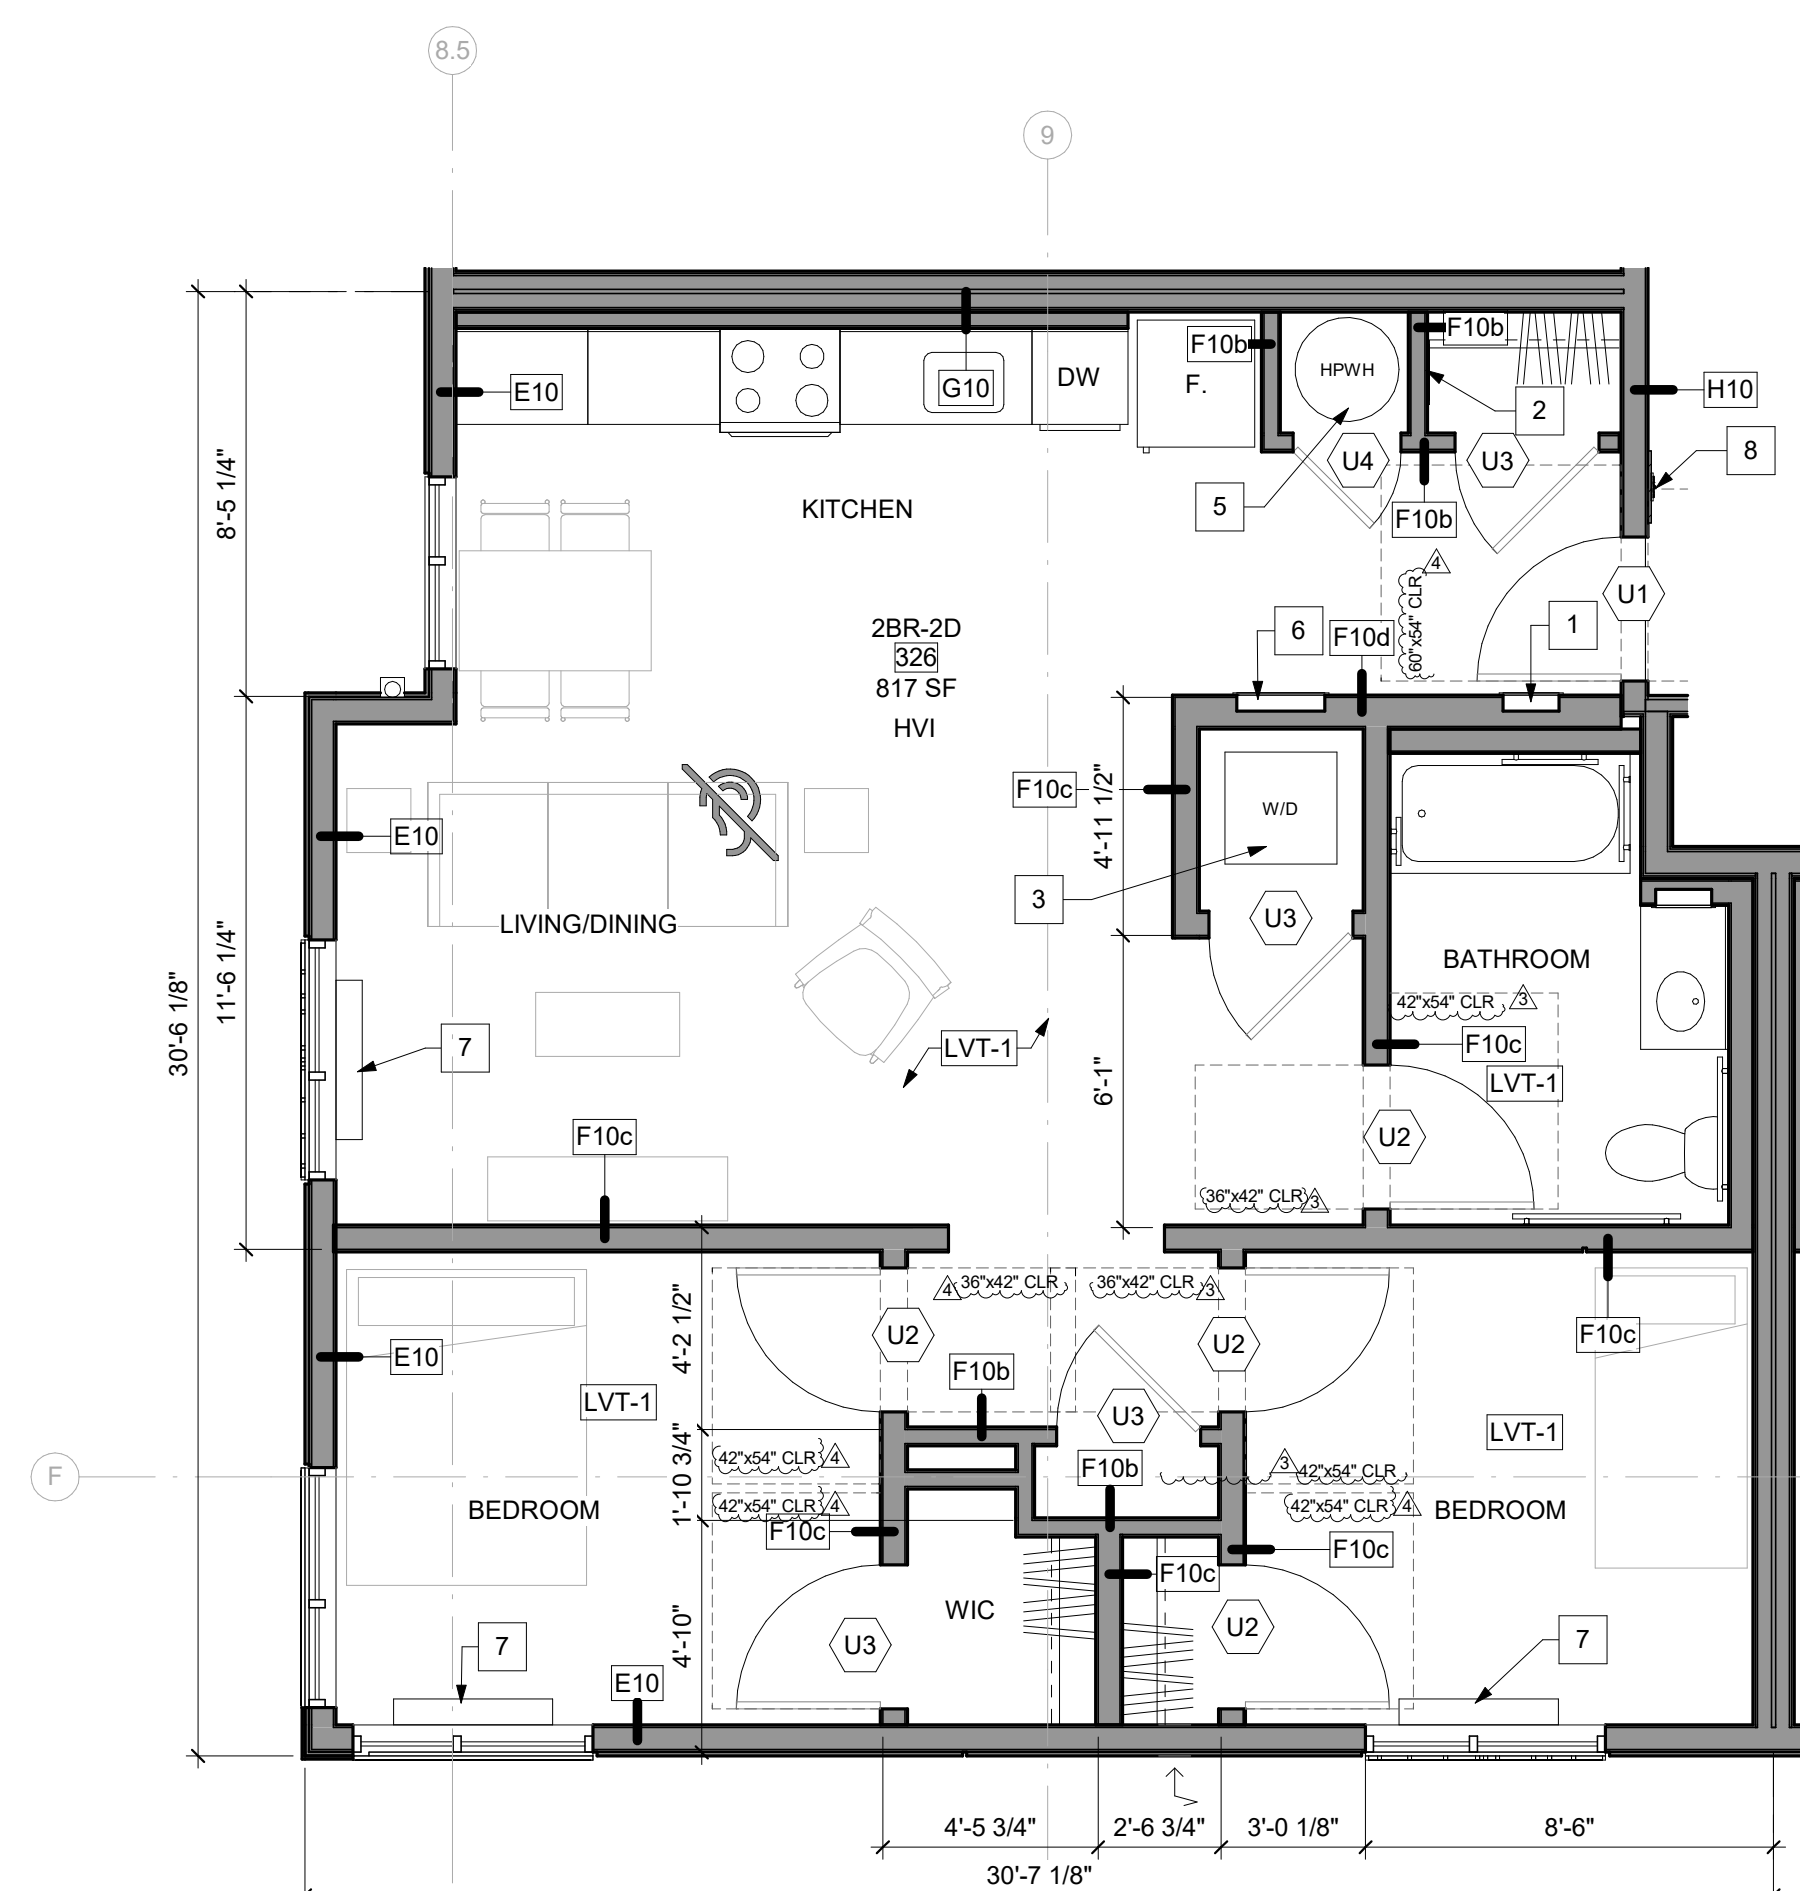 8.5
9
F10b
F10b
HPWH
E10
G10
DW
F.
H10
2
8
U4
U3
5
KITCHEN
F10b
8'-5 1/4"
4
60"x54" CLR
U1
2BR-2D
326
817 SF
HVI
6
F10d
1
F10c
4'-11 1/2"
W/D
E10
3
U3
LIVING/DINING
BATHROOM
30'-6 1/8"
11'-6 1/4"
42"x54" CLR
3
7
LVT-1
F10c
6'-1"
LVT-1
F10c
U2
36"x42" CLR
3
4
36"x42" CLR
36"x42" CLR
3
4'-2 1/2"
U2
U2
F10c
E10
F10b
LVT-1
U3
LVT-1
1'-10 3/4"
42"x54" CLR
4
F10b
3
42"x54" CLR
F
42"x54" CLR
4
42"x54" CLR
4
BEDROOM
BEDROOM
F10c
F10c
F10c
WIC
4'-10"
U3
U2
7
7
E10
4'-5 3/4"
2'-6 3/4"
3'-0 1/8"
8'-6"
30'-7 1/8"